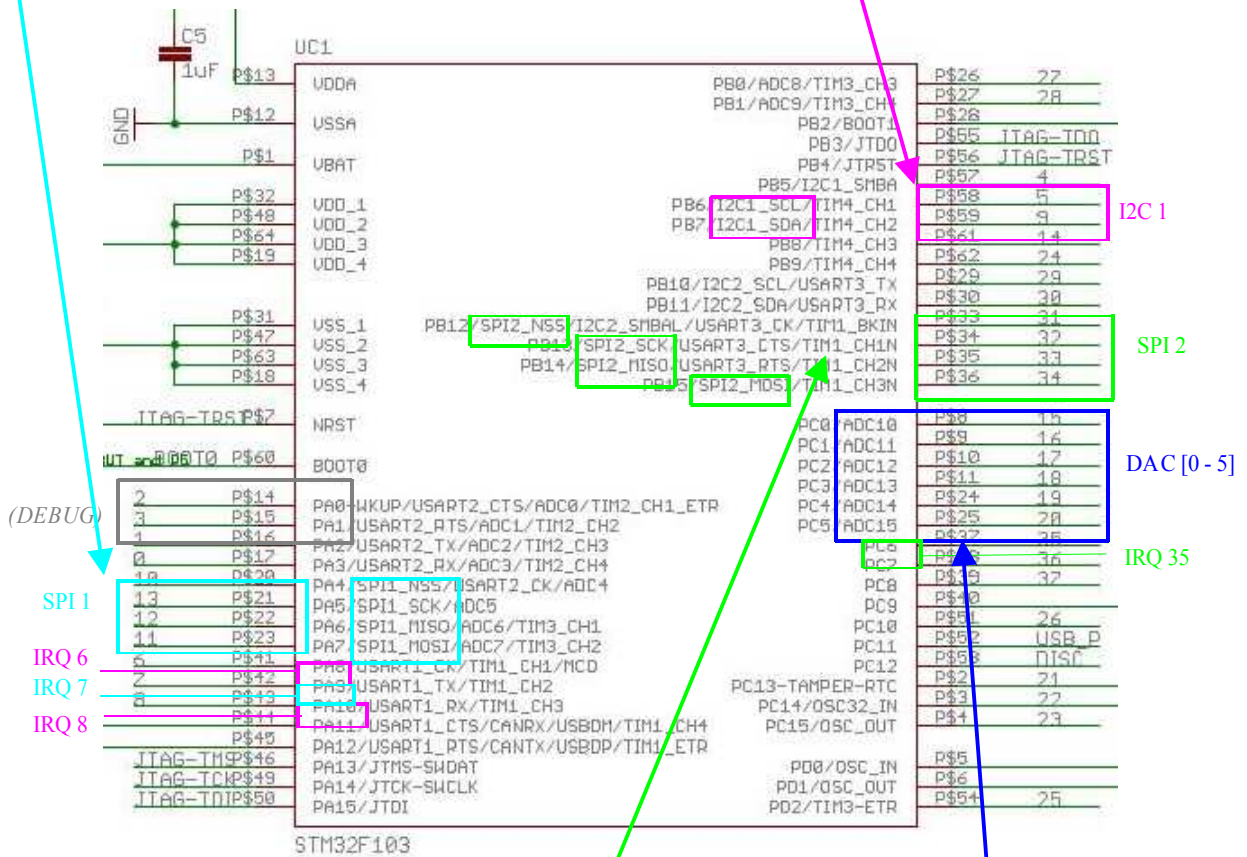 C5
1uF
GND
UC1
P$13 VDDA
P$12 VSSA
P$1 VBAT
P$32 VDD_1
P$48 VDD_2
P$64 VDD_3
P$19 VDD_4
P$31 VSS_1
P$47 VSS_2
P$63 VSS_3
P$18 VSS_4
JTAG-TRST P$7 NRST
BOOT0 P$60 BOOT0
(DEBUG)
2 P$14 PA0-WKUP/USART2_CTS/ADC0/TIM2_CH1_ETR
3 P$15 PA1/USART2_RTS/ADC1/TIM2_CH2
1 P$16 PA2/USART2_TX/ADC2/TIM2_CH3
0 P$17 PA3/USART2_RX/ADC3/TIM2_CH4
10 P$20 PA4/SPI1_NSS/USART2_CK/ADC4
SPI 1
13 P$21 PA5/SPI1_SCK/ADC5
12 P$22 PA6/SPI1_MISO/ADC6/TIM3_CH1
11 P$23 PA7/SPI1_MOSI/ADC7/TIM3_CH2
IRQ 6
6 P$41 PA8/USART1_CK/TIM1_CH1/MCO
IRQ 7
7 P$42 PA9/USART1_TX/TIM1_CH2
8 P$43 PA10/USART1_RX/TIM1_CH3
IRQ 8
P$44 PA11/USART1_CTS/CANRX/USBDM/TIM1_CH4
P$45 PA12/USART1_RTS/CANTX/USBDP/TIM1_ETR
JTAG-TMS P$46 PA13/JTMS-SWDAT
JTAG-TCK P$49 PA14/JTCK-SWCLK
JTAG-TDI P$50 PA15/JTDI
PB0/ADC8/TIM3_CH3 P$26 27
PB1/ADC9/TIM3_CH4 P$27 28
PB2/BOOT1 P$28
PB3/JTDO P$55 JTAG-TDO
PB4/JTRST P$56 JTAG-TRST
PB5/I2C1_SMBA P$57 4
PB6/I2C1_SCL/TIM4_CH1 P$58 5
PB7/I2C1_SDA/TIM4_CH2 P$59 9
I2C 1
PB8/TIM4_CH3 P$61 14
PB9/TIM4_CH4 P$62 24
PB10/I2C2_SCL/USART3_TX P$29 29
PB11/I2C2_SDA/USART3_RX P$30 30
PB12/SPI2_NSS/I2C2_SMBAL/USART3_CK/TIM1_BKIN P$33 31
PB13/SPI2_SCK/USART3_CTS/TIM1_CH1N P$34 32
PB14/SPI2_MISO/USART3_RTS/TIM1_CH2N P$35 33
PB15/SPI2_MOSI/TIM1_CH3N P$36 34
SPI 2
PC0/ADC10 P$8 15
PC1/ADC11 P$9 16
PC2/ADC12 P$10 17
PC3/ADC13 P$11 18
PC4/ADC14 P$24 19
PC5/ADC15 P$25 20
DAC [0 - 5]
PC6 P$37 35
PC7 P$38 36
IRQ 35
PC8 P$39 37
PC9 P$40
PC10 P$51 26
PC11 P$52 USB_P
PC12 P$53 DISC
PC13-TAMPER-RTC P$2 21
PC14/OSC32_IN P$3 22
PC15/OSC_OUT P$4 23
PD0/OSC_IN P$5
PD1/OSC_OUT P$6
PD2/TIM3-ETR P$54 25
STM32F103